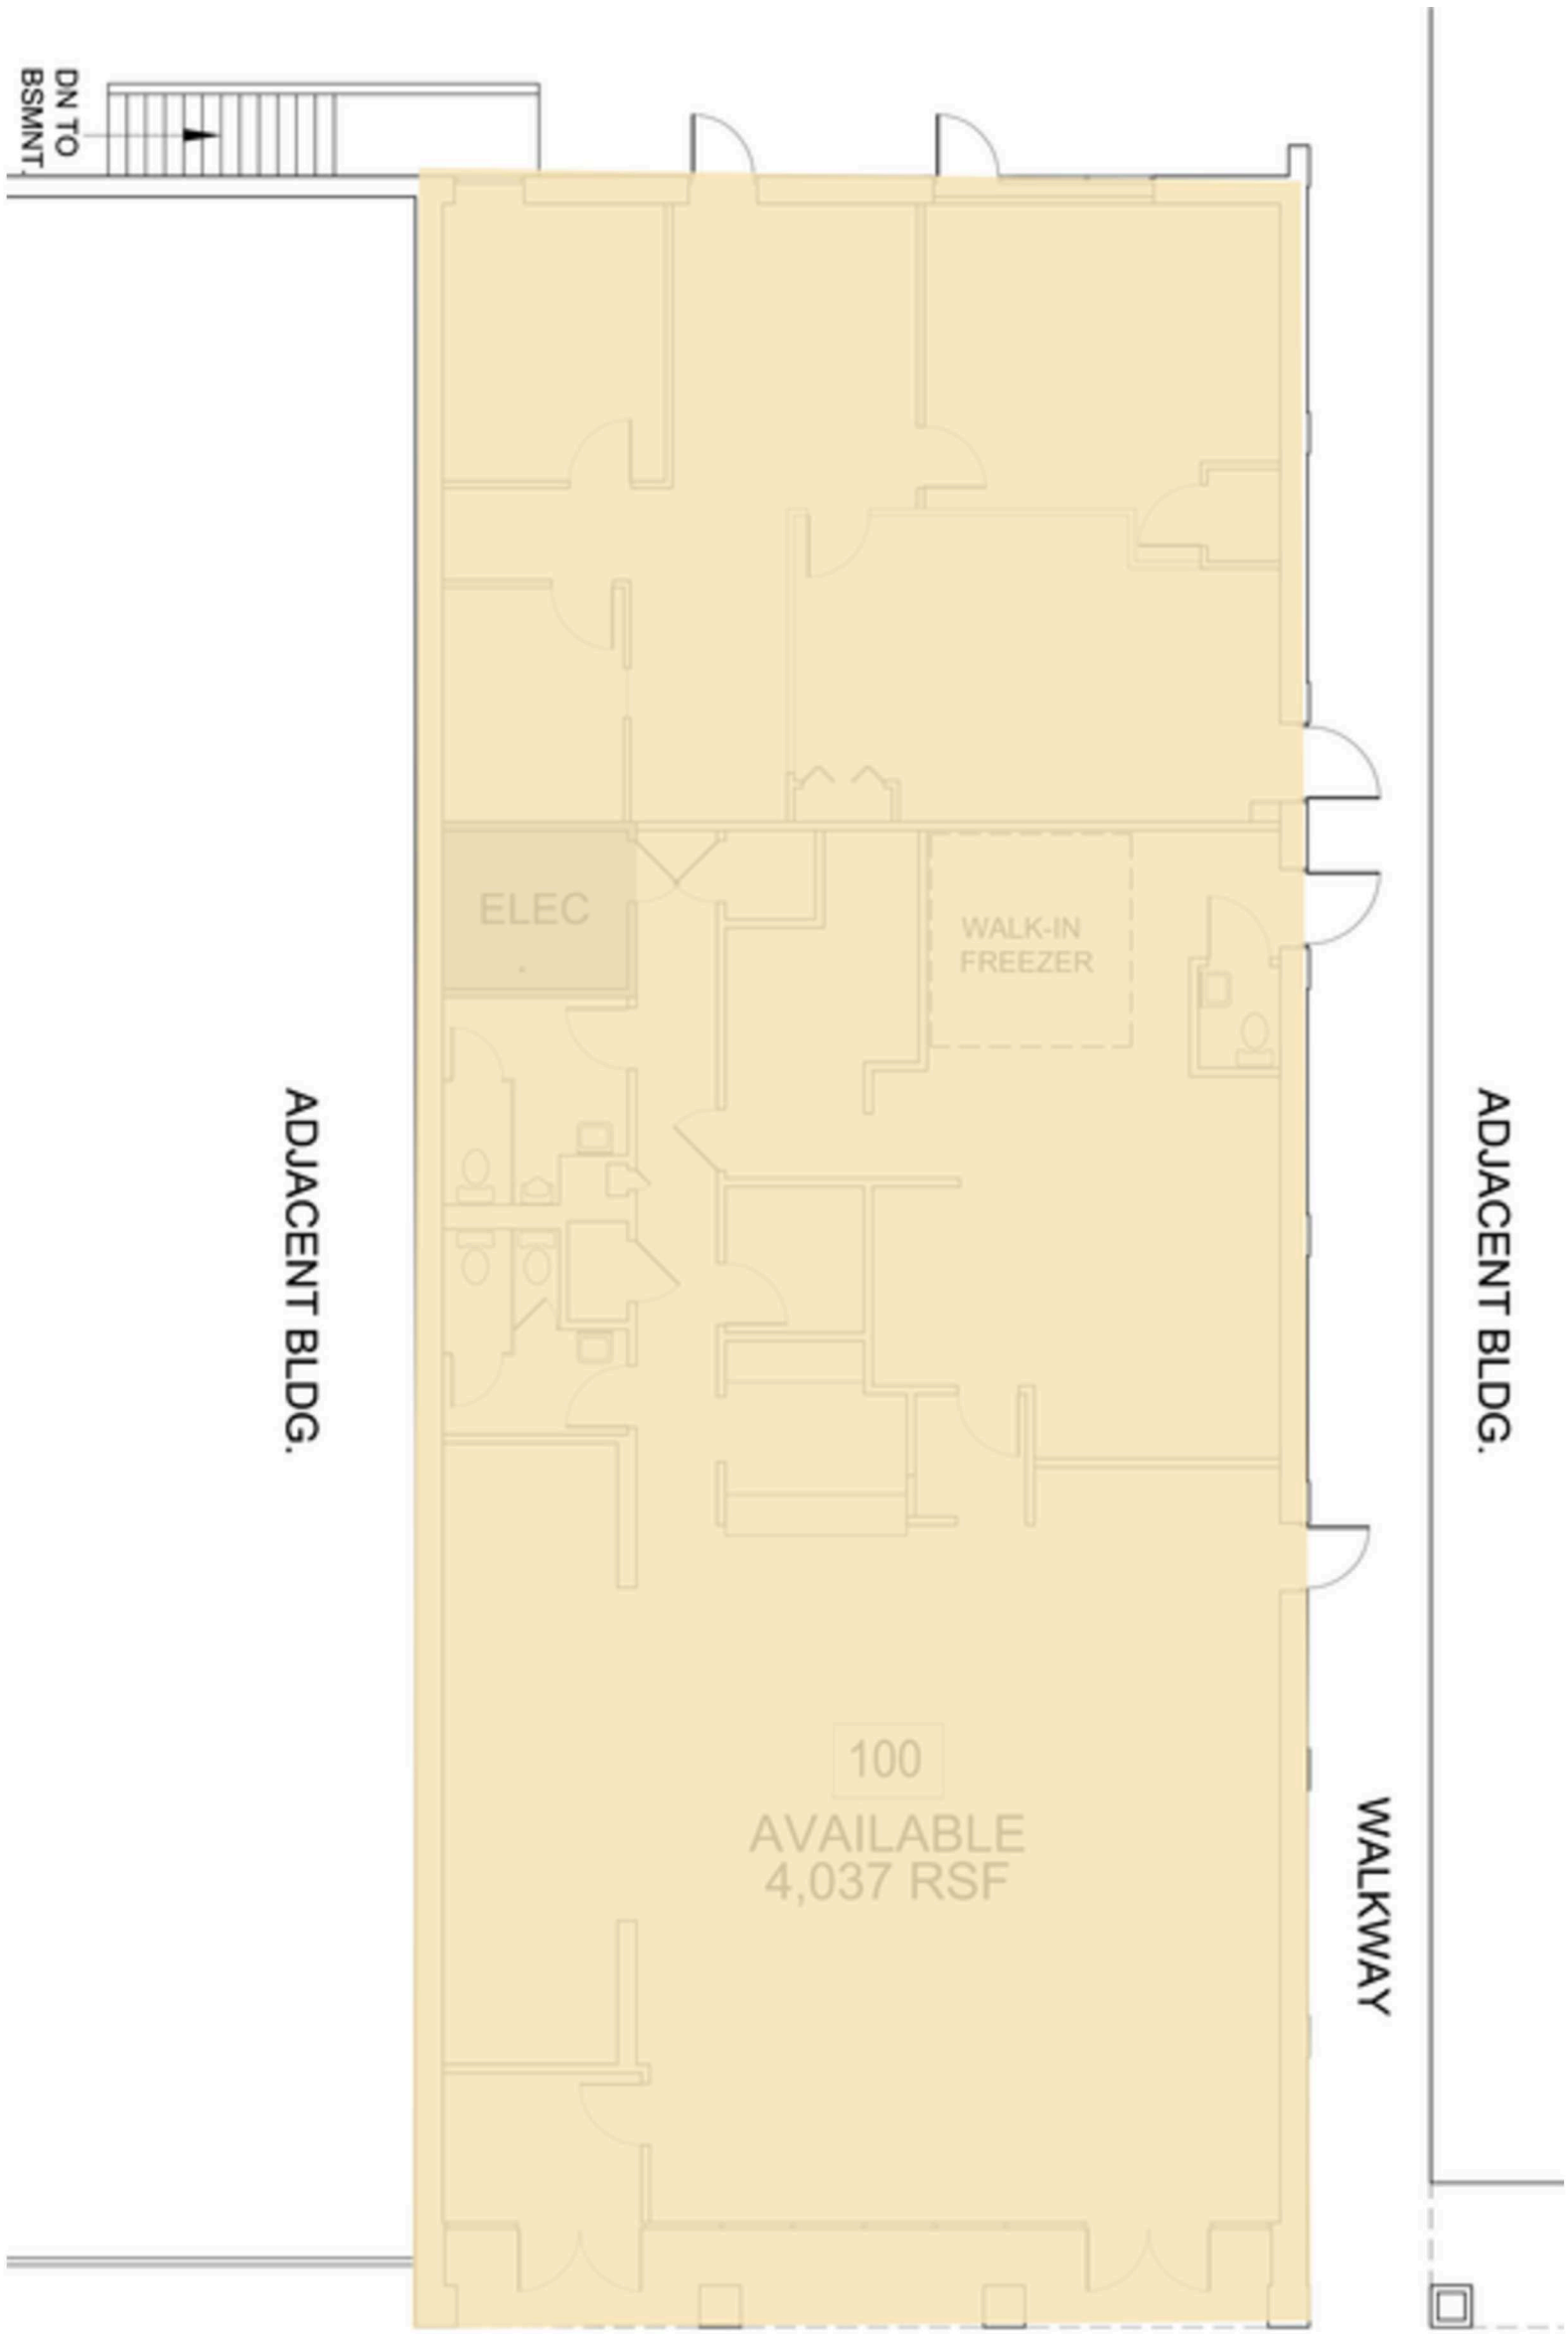 DN TO
BSMNT.
ELEC
WALK-IN
FREEZER
ADJACENT BLDG.
ADJACENT BLDG.
100
AVAILABLE
4,037 RSF
WALKWAY